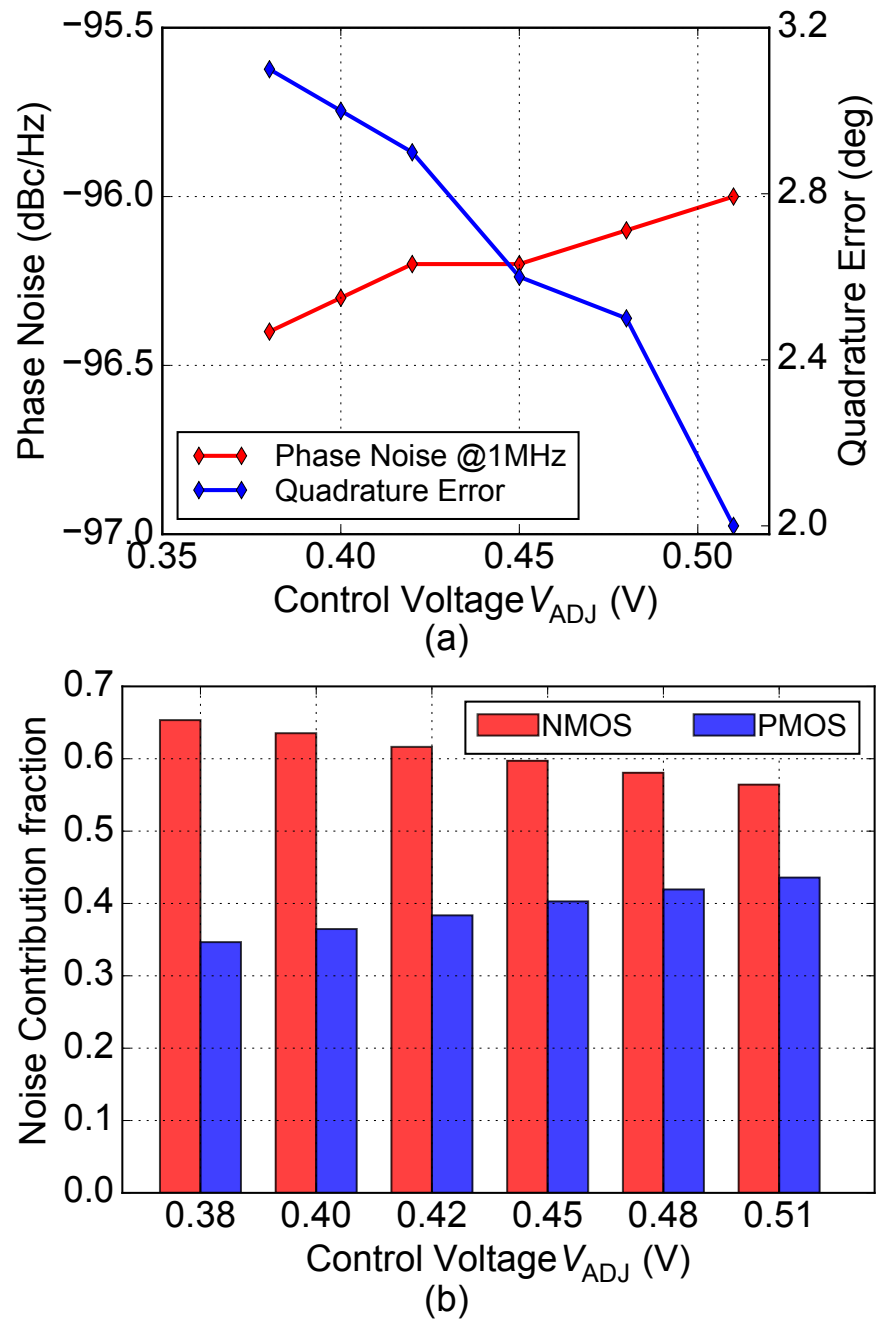 −95.5
−96.0
−96.5
−97.0
Phase Noise (dBc/Hz)
3.2
2.8
2.4
2.0
Quadrature Error (deg)
Phase Noise @1MHz
Quadrature Error
0.35 0.40 0.45 0.50
Control Voltage VADJ (V)
(a)
0.7
0.6
0.5
0.4
0.3
0.2
0.1
0.0
Noise Contribution fraction
NMOS PMOS
0.38 0.40 0.42 0.45 0.48 0.51
Control Voltage VADJ (V)
(b)